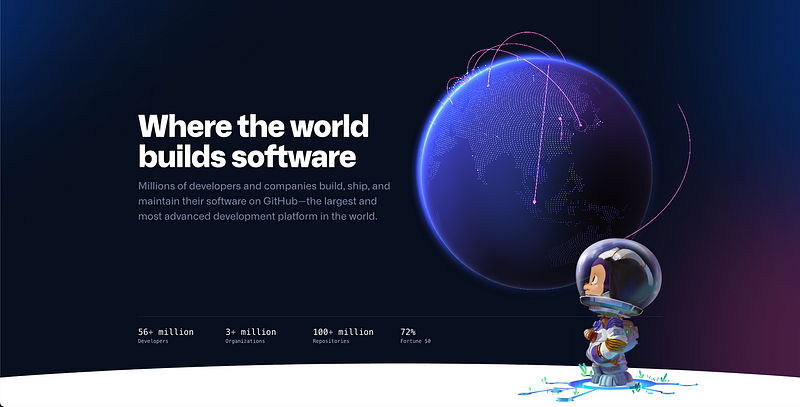 Where the world
builds software
Millions of developers and companies build, ship, and
maintain their software on GitHub—the largest and
most advanced development platform in the world.
56+ million
Developers
3+ million
Organizations
100+ million
Repositories
72%
Fortune 50